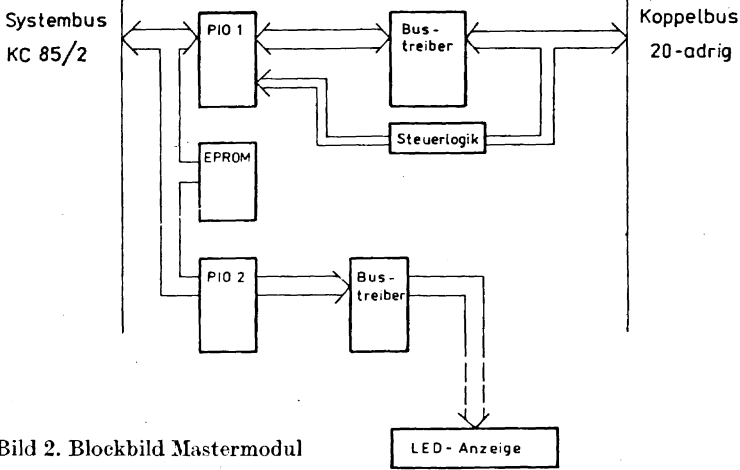 Systembus
KC 85/2
PIO 1
Bus-
treiber
Koppelbus
20-adrig
Steuerlogik
EPROM
PIO 2
Bus-
treiber
LED-Anzeige
Bild 2. Blockbild Mastermodul